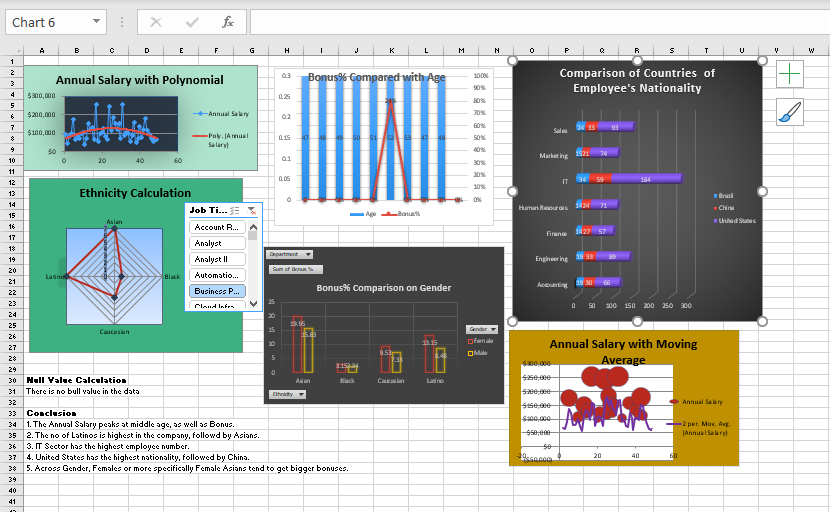 Chart 6
fx
A B C D E F G H I J K L M N O P Q R S T U V W
Annual Salary with Polynomial
$300,000
$200,000
$100,000
$0
0 20 40 60
Annual Salary
Poly. (Annual
Salary)
Bonus% Compared with Age
0.3
0.25
0.2
0.15
0.1
0.05
0
100%
90%
80%
70%
60%
50%
40%
30%
20%
10%
0%
Age
Bonus%
Comparison of Countries of
Employee's Nationality
Sales 24 33 93
Marketing 15 21 74
IT 34 59 184
Human Resources 14 24 71
Finance 14 27 57
Engineering 19 33 89
Accounting 19 30 66
0 50 100 150 200 250 300
Brazil
China
United States
Ethnicity Calculation
Asian
Latino
Black
Caucasian
Job Ti...
Account R...
Analyst
Analyst II
Automatio...
Business P...
Cloud Infra
Department
Sum of Bonus %
Bonus% Comparison on Gender
25
20
15
10
5
0
19.95 15.83
9.53 7.33
13.15 8.48
Asian Black Caucasian Latino
Gender
Female
Male
Ethnicity
Annual Salary with Moving
Average
$300,000
$250,000
$200,000
$150,000
$100,000
$50,000
$0
($50,000)
-20 0 20 40 60
Annual Salary
2 per. Mov. Avg.
(Annual Salary)
Null Value Calculation
There is no bull value in the data
Conclusion
1. The Annual Salary peaks at middle age, as well as Bonus.
2. The no of Latinos is highest in the company, followd by Asians.
3. IT Sector has the highest employee number.
4. United States has the highest nationality, followed by China.
5. Across Gender, Females or more specifically Female Asians tend to get bigger bonuses.